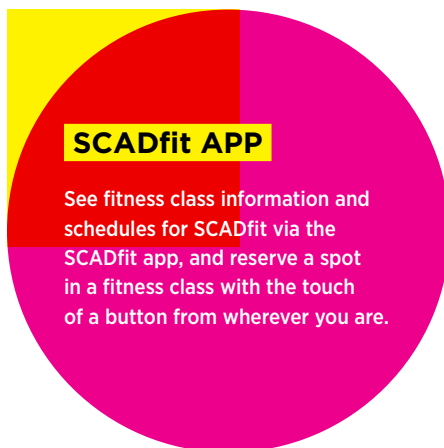 SCADfit APP
See fitness class information and
schedules for SCADfit via the
SCADfit app, and reserve a spot
in a fitness class with the touch
of a button from wherever you are.